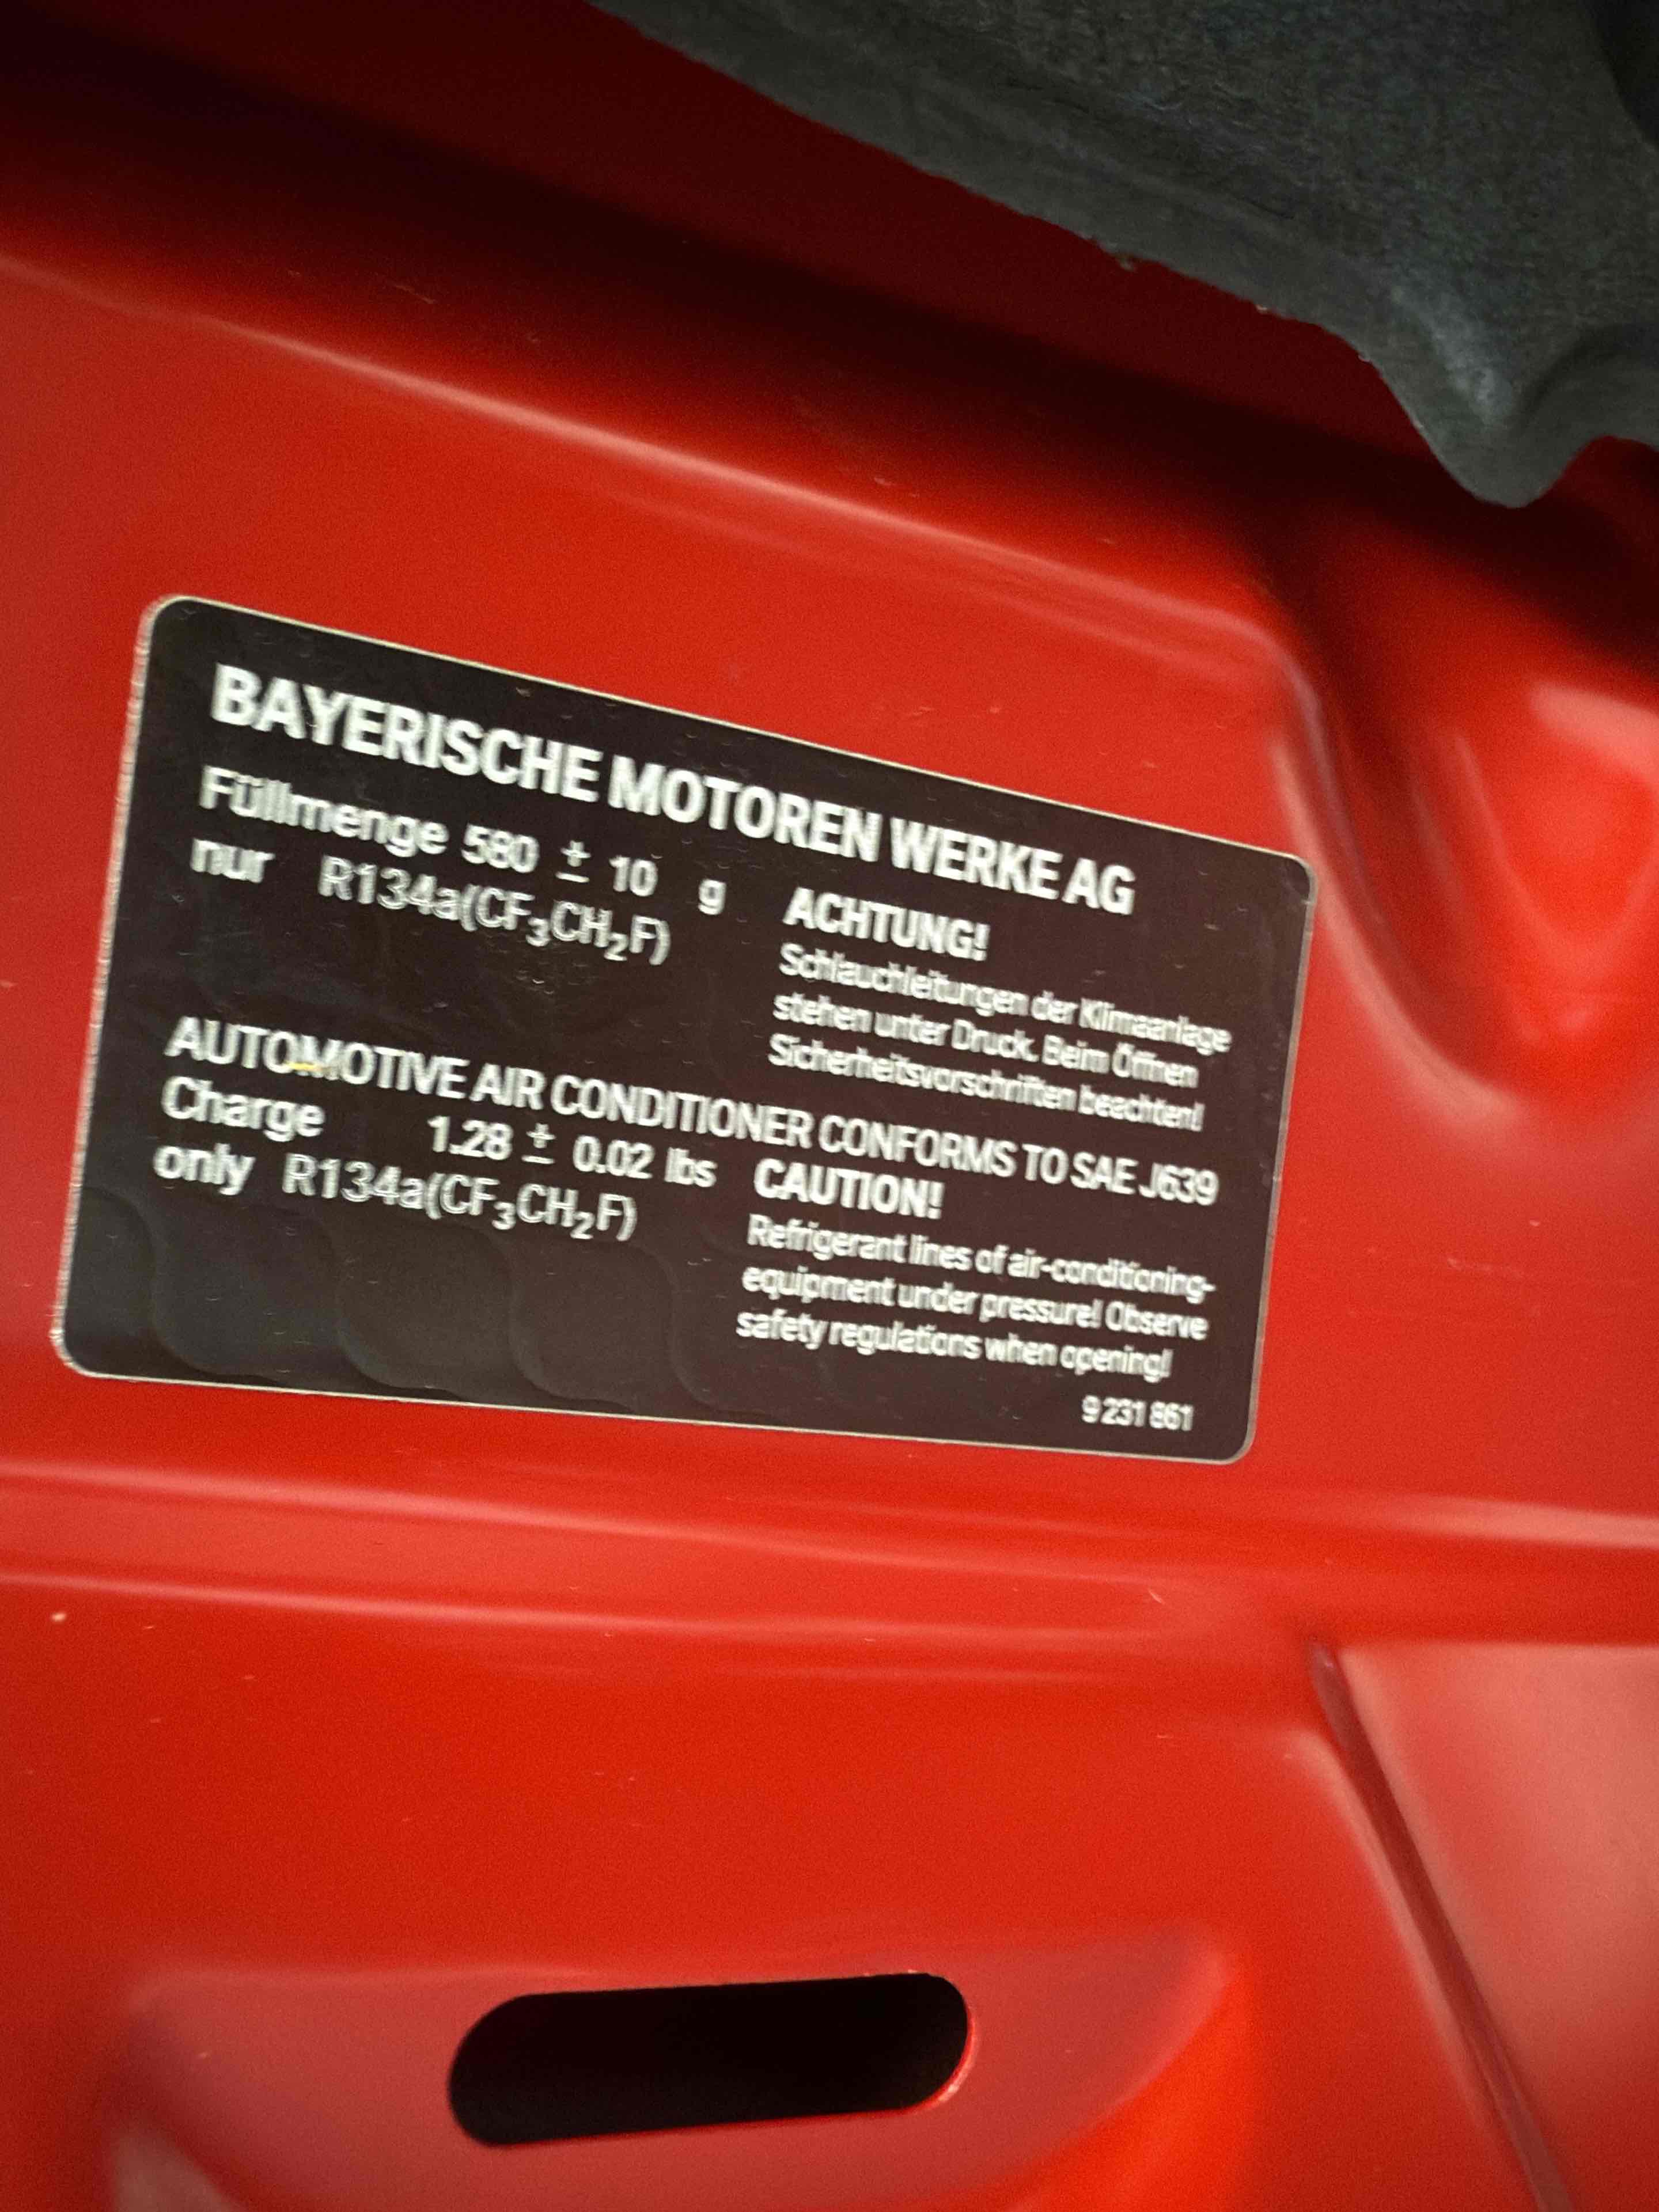 BAYERISCHE MOTOREN WERKE AG
Füllmenge 580 ± 10 g
nur R134a(CF₃CH₂F)
ACHTUNG!
Schlauchleitungen der Klimaanlage
stehen unter Druck. Beim Öffnen
Sicherheitsvorschriften beachten!
AUTOMOTIVE AIR CONDITIONER CONFORMS TO SAE J639
Charge 1.28 ± 0.02 lbs
only R134a(CF₃CH₂F)
CAUTION!
Refrigerant lines of air-conditioning-
equipment under pressure! Observe
safety regulations when opening!
9 231 861